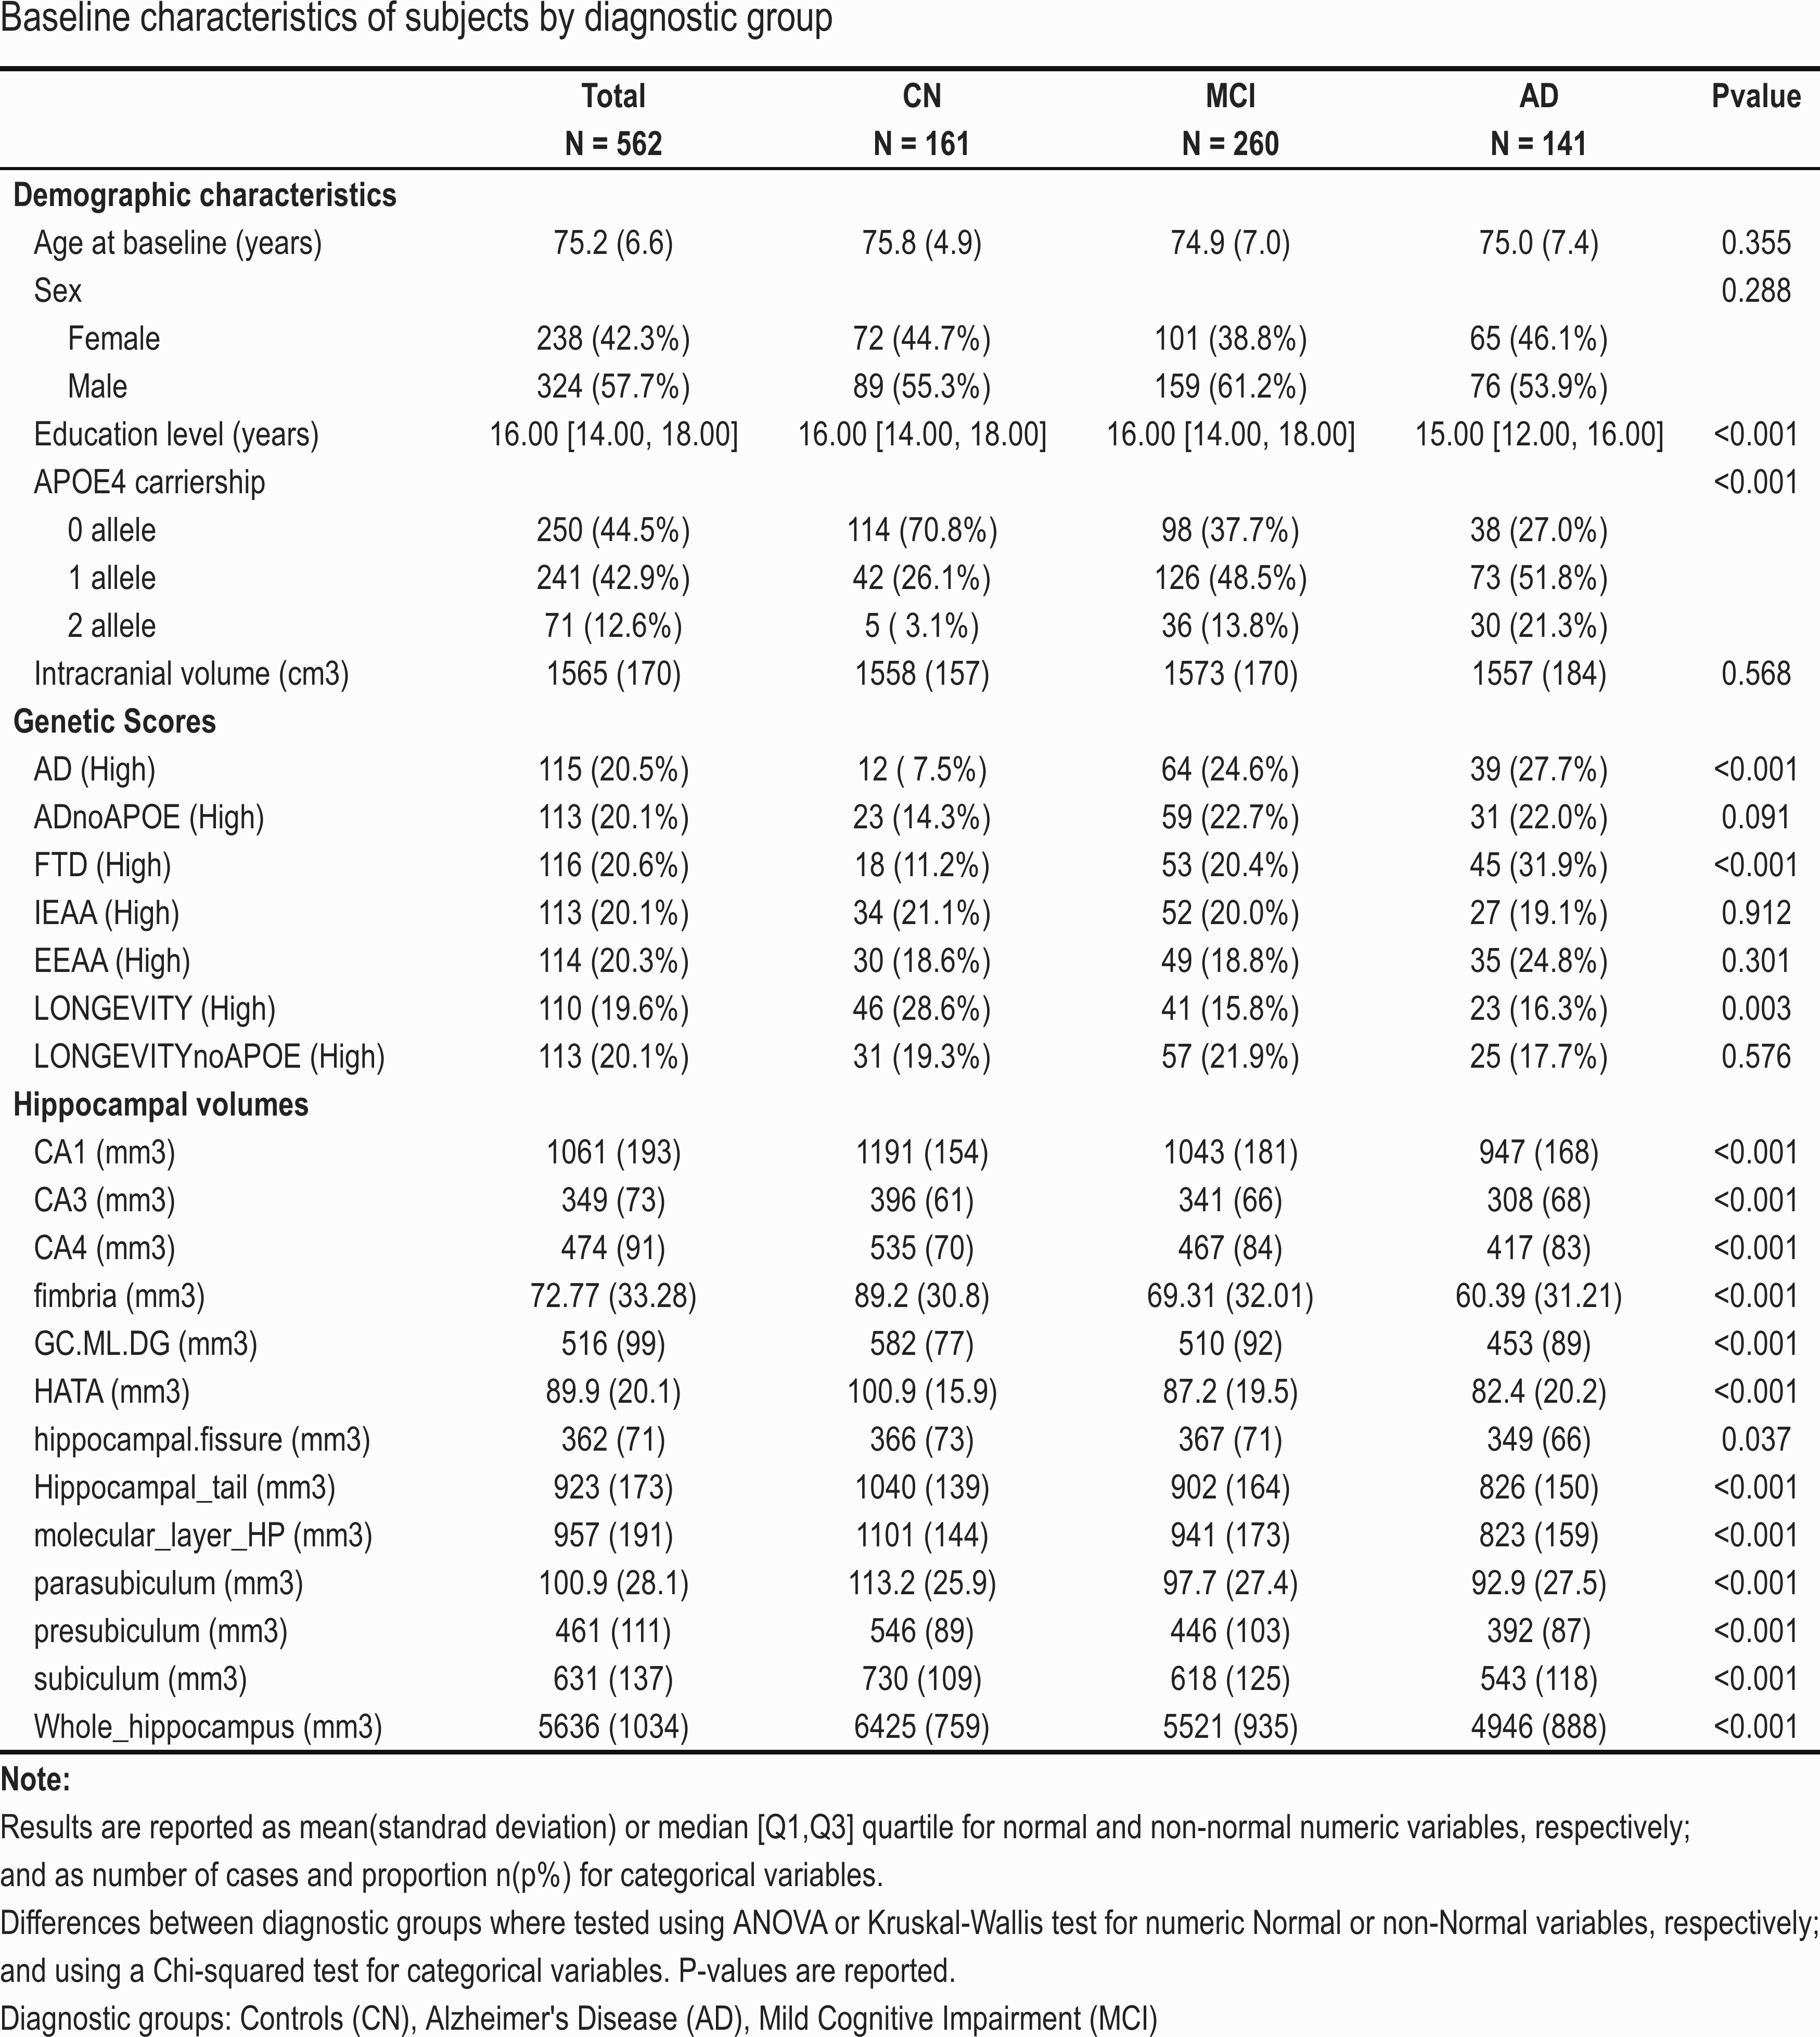 Baseline characteristics of subjects by diagnostic group
Total CN MCI AD Pvalue
N = 562 N = 161 N = 260 N = 141
Demographic characteristics
Age at baseline (years) 75.2 (6.6) 75.8 (4.9) 74.9 (7.0) 75.0 (7.4) 0.355
Sex 0.288
Female 238 (42.3%) 72 (44.7%) 101 (38.8%) 65 (46.1%)
Male 324 (57.7%) 89 (55.3%) 159 (61.2%) 76 (53.9%)
Education level (years) 16.00 [14.00, 18.00] 16.00 [14.00, 18.00] 16.00 [14.00, 18.00] 15.00 [12.00, 16.00] <0.001
APOE4 carriership <0.001
0 allele 250 (44.5%) 114 (70.8%) 98 (37.7%) 38 (27.0%)
1 allele 241 (42.9%) 42 (26.1%) 126 (48.5%) 73 (51.8%)
2 allele 71 (12.6%) 5 ( 3.1%) 36 (13.8%) 30 (21.3%)
Intracranial volume (cm3) 1565 (170) 1558 (157) 1573 (170) 1557 (184) 0.568
Genetic Scores
AD (High) 115 (20.5%) 12 ( 7.5%) 64 (24.6%) 39 (27.7%) <0.001
ADnoAPOE (High) 113 (20.1%) 23 (14.3%) 59 (22.7%) 31 (22.0%) 0.091
FTD (High) 116 (20.6%) 18 (11.2%) 53 (20.4%) 45 (31.9%) <0.001
IEAA (High) 113 (20.1%) 34 (21.1%) 52 (20.0%) 27 (19.1%) 0.912
EEAA (High) 114 (20.3%) 30 (18.6%) 49 (18.8%) 35 (24.8%) 0.301
LONGEVITY (High) 110 (19.6%) 46 (28.6%) 41 (15.8%) 23 (16.3%) 0.003
LONGEVITYnoAPOE (High) 113 (20.1%) 31 (19.3%) 57 (21.9%) 25 (17.7%) 0.576
Hippocampal volumes
CA1 (mm3) 1061 (193) 1191 (154) 1043 (181) 947 (168) <0.001
CA3 (mm3) 349 (73) 396 (61) 341 (66) 308 (68) <0.001
CA4 (mm3) 474 (91) 535 (70) 467 (84) 417 (83) <0.001
fimbria (mm3) 72.77 (33.28) 89.2 (30.8) 69.31 (32.01) 60.39 (31.21) <0.001
GC.ML.DG (mm3) 516 (99) 582 (77) 510 (92) 453 (89) <0.001
HATA (mm3) 89.9 (20.1) 100.9 (15.9) 87.2 (19.5) 82.4 (20.2) <0.001
hippocampal.fissure (mm3) 362 (71) 366 (73) 367 (71) 349 (66) 0.037
Hippocampal_tail (mm3) 923 (173) 1040 (139) 902 (164) 826 (150) <0.001
molecular_layer_HP (mm3) 957 (191) 1101 (144) 941 (173) 823 (159) <0.001
parasubiculum (mm3) 100.9 (28.1) 113.2 (25.9) 97.7 (27.4) 92.9 (27.5) <0.001
presubiculum (mm3) 461 (111) 546 (89) 446 (103) 392 (87) <0.001
subiculum (mm3) 631 (137) 730 (109) 618 (125) 543 (118) <0.001
Whole_hippocampus (mm3) 5636 (1034) 6425 (759) 5521 (935) 4946 (888) <0.001
Note:
Results are reported as mean(standrad deviation) or median [Q1,Q3] quartile for normal and non-normal numeric variables, respectively;
and as number of cases and proportion n(p%) for categorical variables.
Differences between diagnostic groups where tested using ANOVA or Kruskal-Wallis test for numeric Normal or non-Normal variables, respectively;
and using a Chi-squared test for categorical variables. P-values are reported.
Diagnostic groups: Controls (CN), Alzheimer's Disease (AD), Mild Cognitive Impairment (MCI)